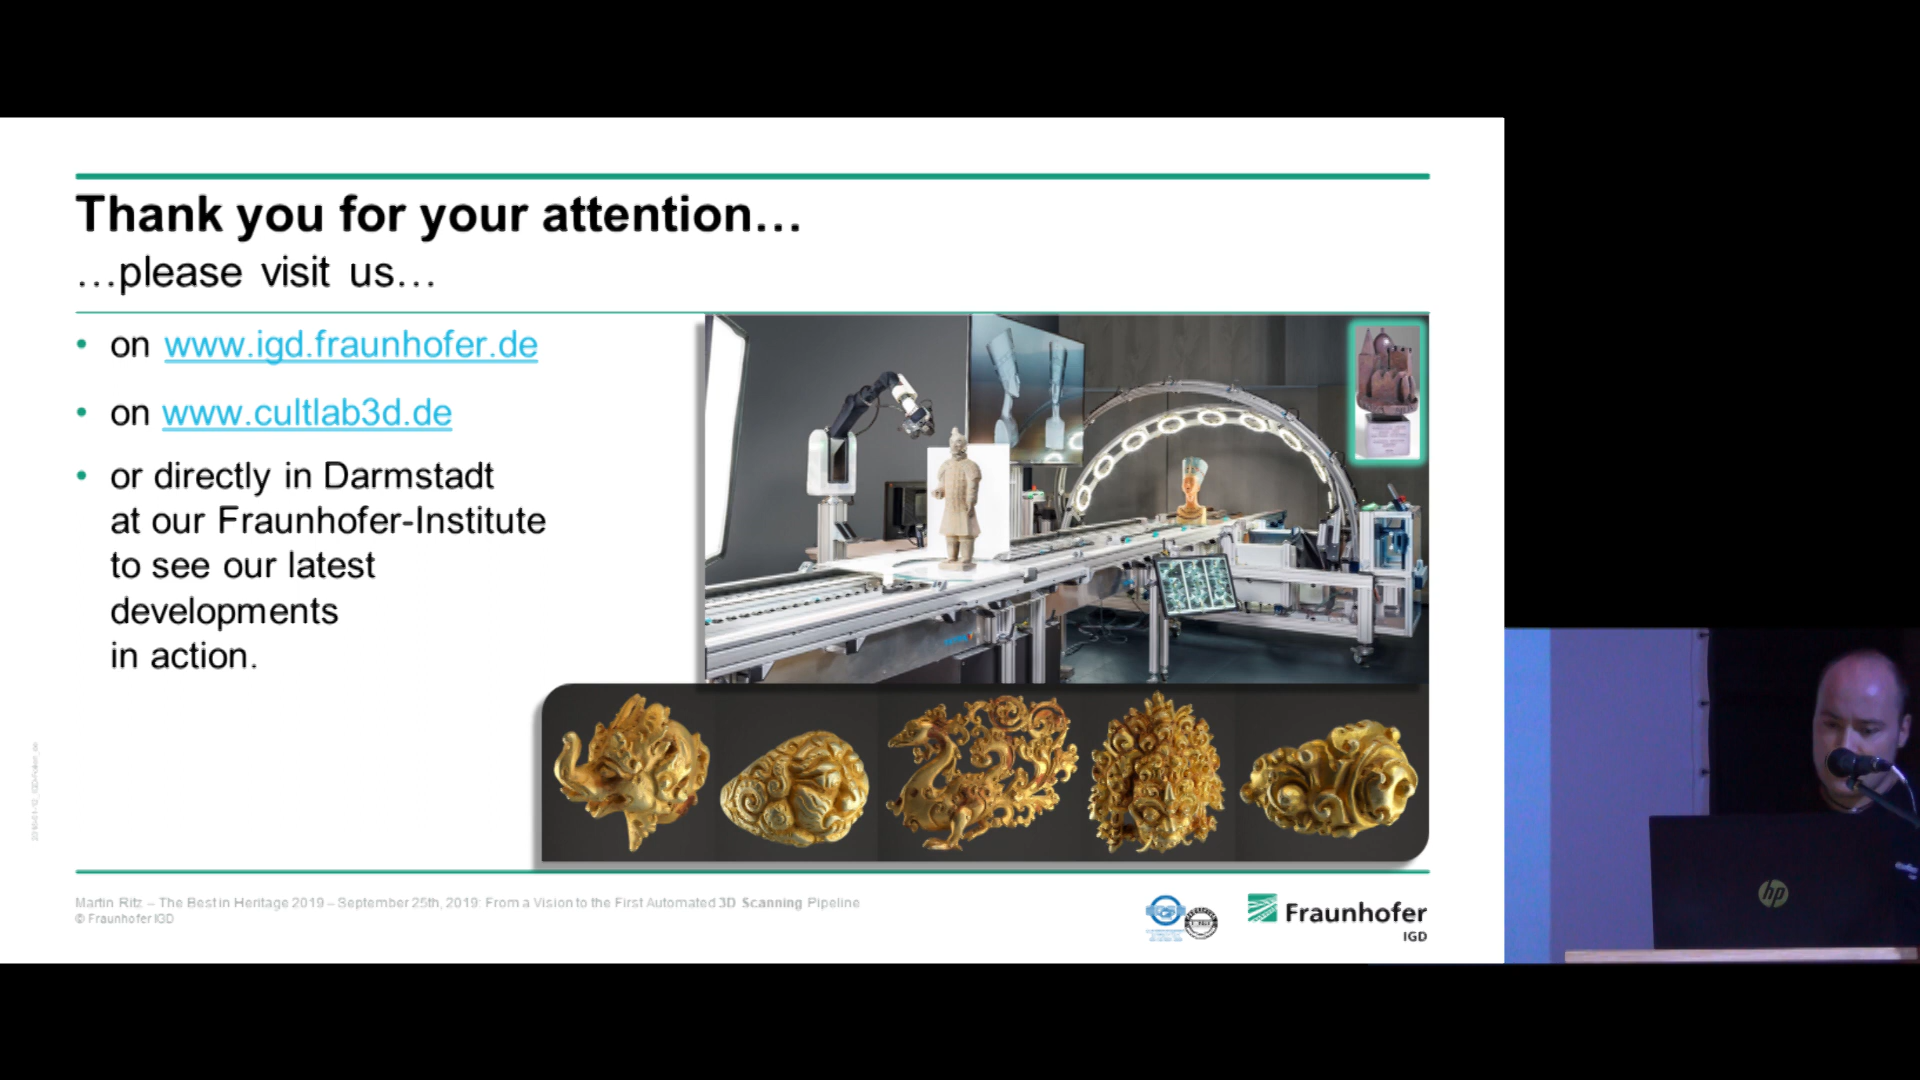 Thank you for your attention…
…please visit us…
• on www.igd.fraunhofer.de
• on www.cultlab3d.de
• or directly in Darmstadt
at our Fraunhofer-Institute
to see our latest
developments
in action.
Martin Ritz – The Best in Heritage 2019 – September 25th, 2019: From a Vision to the First Automated 3D Scanning Pipeline
© Fraunhofer IGD
Fraunhofer
IGD
hp